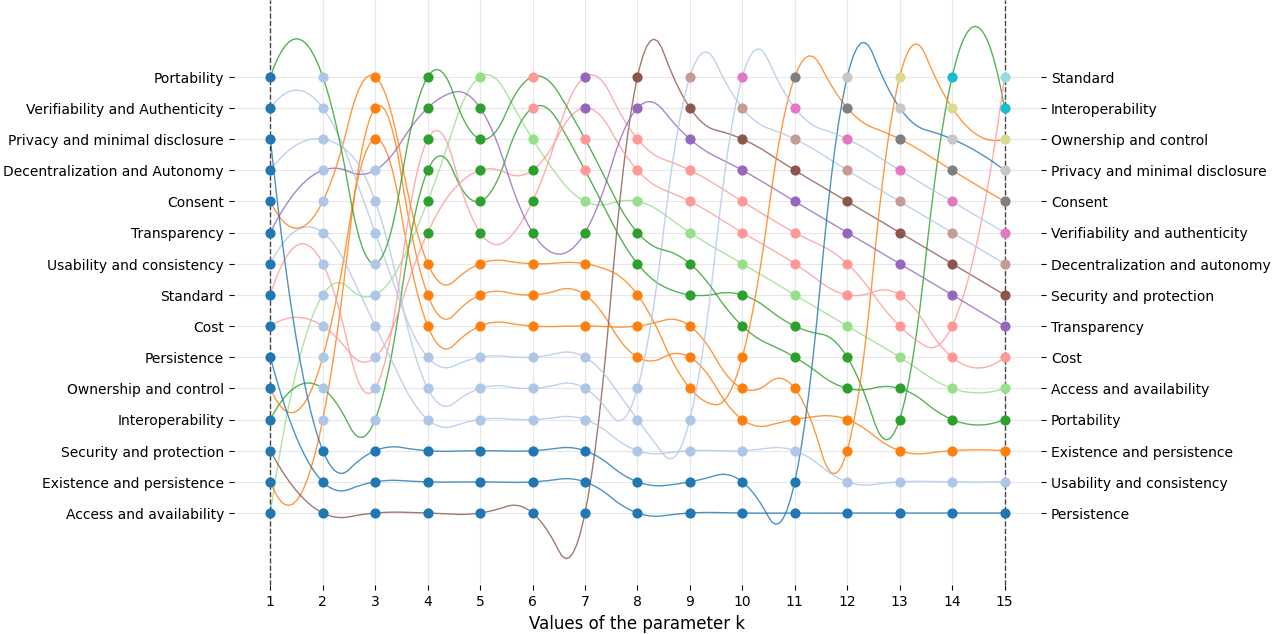 Portability
Verifiability and Authenticity
Privacy and minimal disclosure
Decentralization and Autonomy
Consent
Transparency
Usability and consistency
Standard
Cost
Persistence
Ownership and control
Interoperability
Security and protection
Existence and persistence
Access and availability
Standard
Interoperability
Ownership and control
Privacy and minimal disclosure
Consent
Verifiability and authenticity
Decentralization and autonomy
Security and protection
Transparency
Cost
Access and availability
Portability
Existence and persistence
Usability and consistency
Persistence
1 2 3 4 5 6 7 8 9 10 11 12 13 14 15
Values of the parameter k